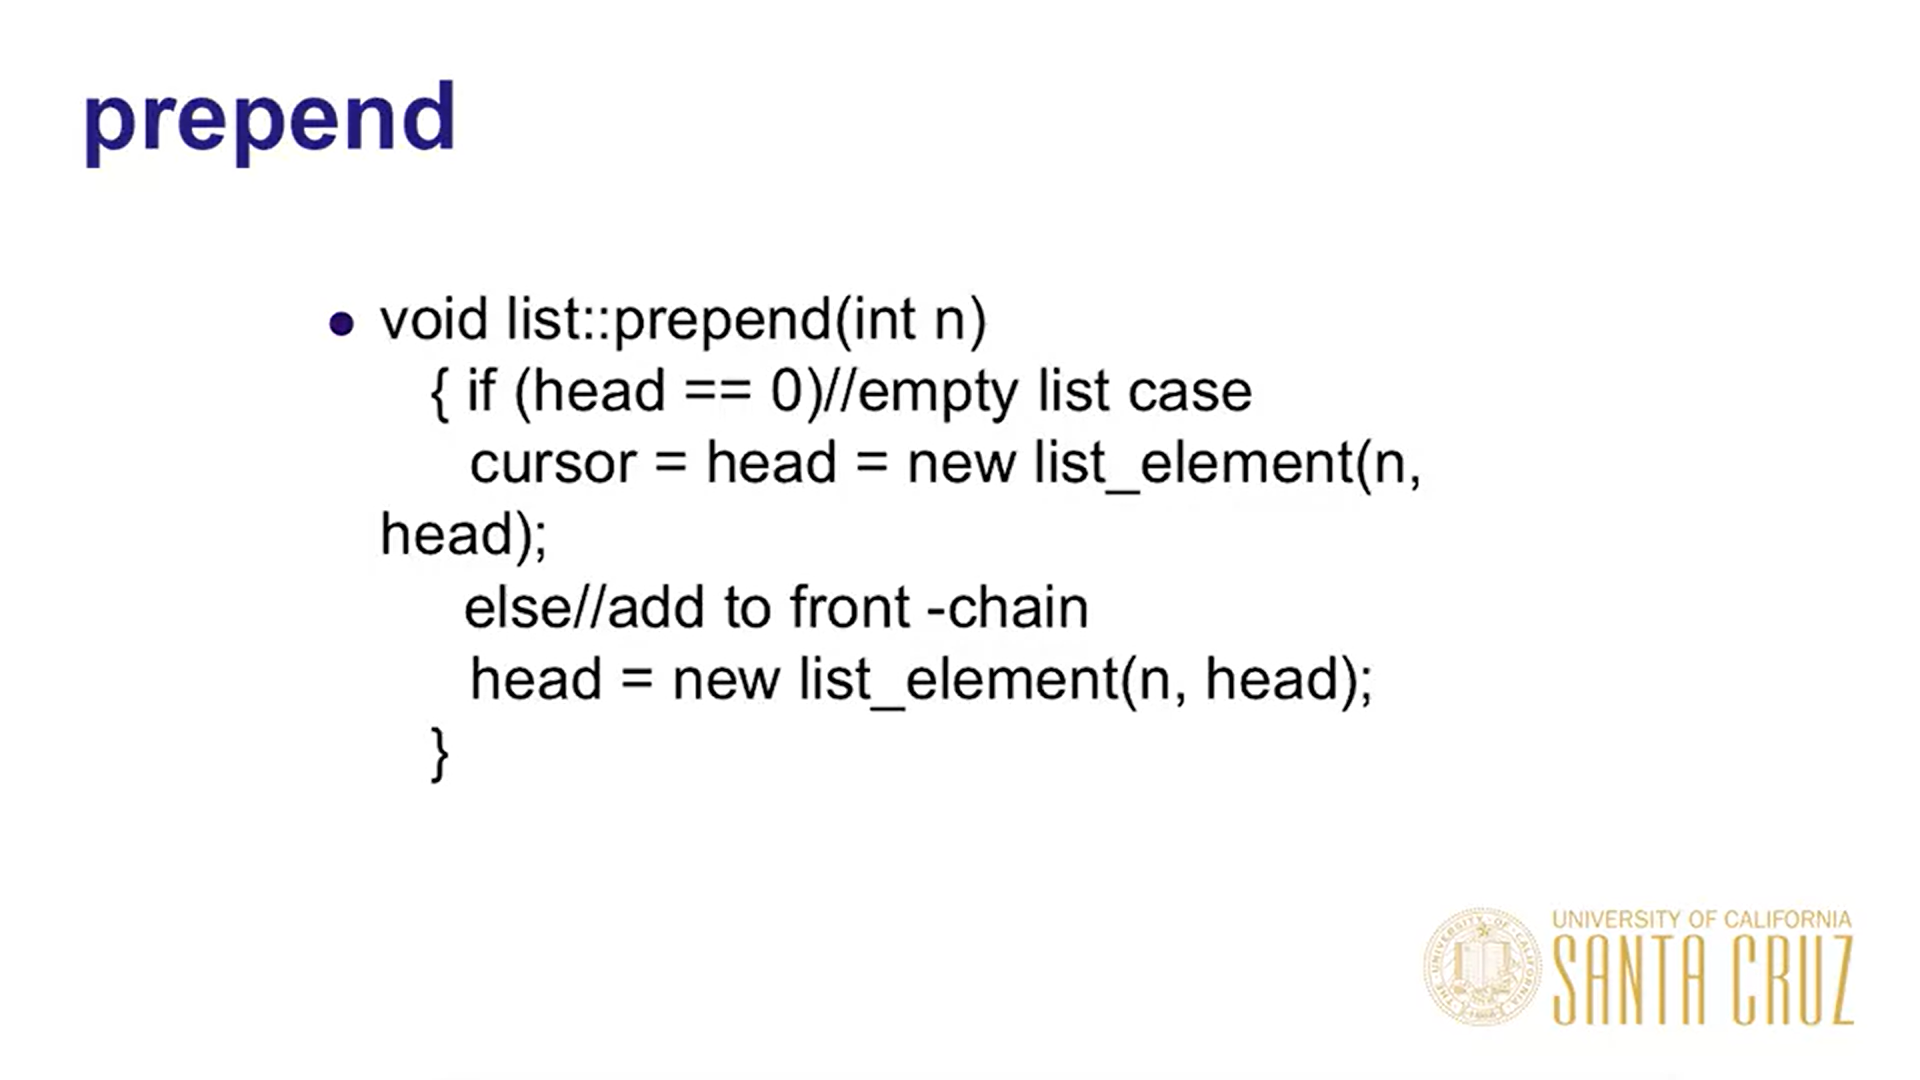 prepend
• void list::prepend(int n)
{ if (head == 0)//empty list case
cursor = head = new list_element(n,
head);
else//add to front -chain
head = new list_element(n, head);
}
UNIVERSITY OF CALIFORNIA
SANTA CRUZ